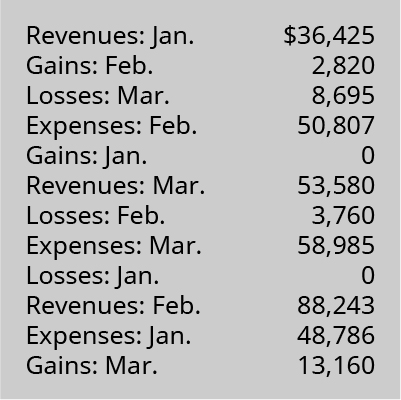 Revenues: Jan. $36,425
Gains: Feb. 2,820
Losses: Mar. 8,695
Expenses: Feb. 50,807
Gains: Jan. 0
Revenues: Mar. 53,580
Losses: Feb. 3,760
Expenses: Mar. 58,985
Losses: Jan. 0
Revenues: Feb. 88,243
Expenses: Jan. 48,786
Gains: Mar. 13,160